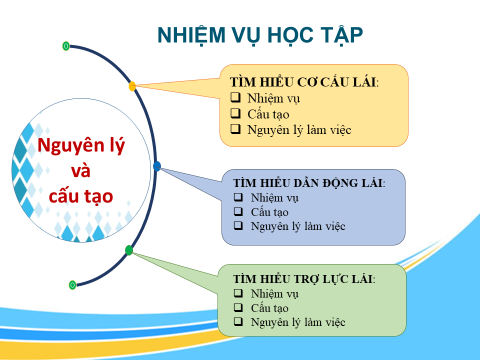 NHIỆM VỤ HỌC TẬP
Nguyên lý
và
cấu tạo
TÌM HIỂU CƠ CẤU LÁI:
❑ Nhiệm vụ
❑ Cấu tạo
❑ Nguyên lý làm việc
TÌM HIỂU DẪN ĐỘNG LÁI:
❑ Nhiệm vụ
❑ Cấu tạo
❑ Nguyên lý làm việc
TÌM HIỂU TRỢ LỰC LÁI:
❑ Nhiệm vụ
❑ Cấu tạo
❑ Nguyên lý làm việc